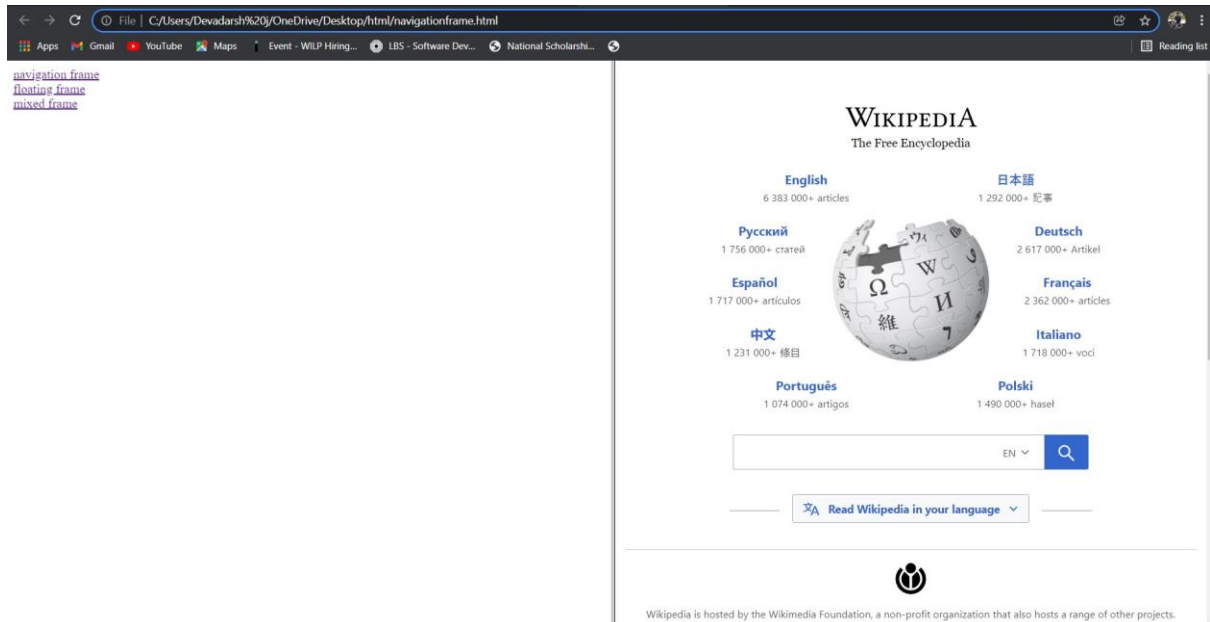 File | C:/Users/Devadarsh%20j/OneDrive/Desktop/html/navigationframe.html
Apps Gmail YouTube Maps Event - WILP Hiring... LBS - Software Dev... National Scholarshi... Reading list
navigation frame
floating frame
mixed frame
WIKIPEDIA
The Free Encyclopedia
English 日本語
6 383 000+ articles 1 292 000+ 記事
Русский Deutsch
1 756 000+ статей 2 617 000+ Artikel
Español Français
1 717 000+ artículos 2 362 000+ articles
中文 Italiano
1 231 000+ 條目 1 718 000+ voci
Português Polski
1 074 000+ artigos 1 490 000+ haseł
EN
Read Wikipedia in your language
Wikipedia is hosted by the Wikimedia Foundation, a non-profit organization that also hosts a range of other projects.